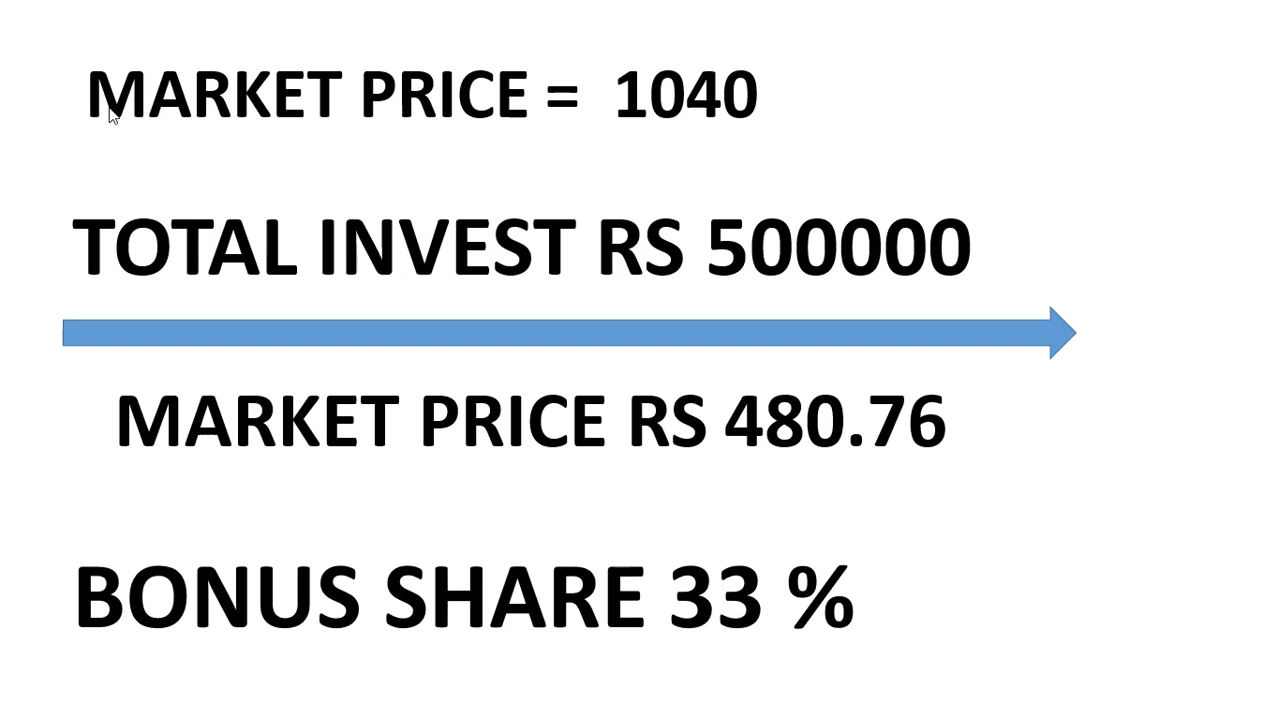 MARKET PRICE = 1040
TOTAL INVEST RS 500000
MARKET PRICE RS 480.76
BONUS SHARE 33 %